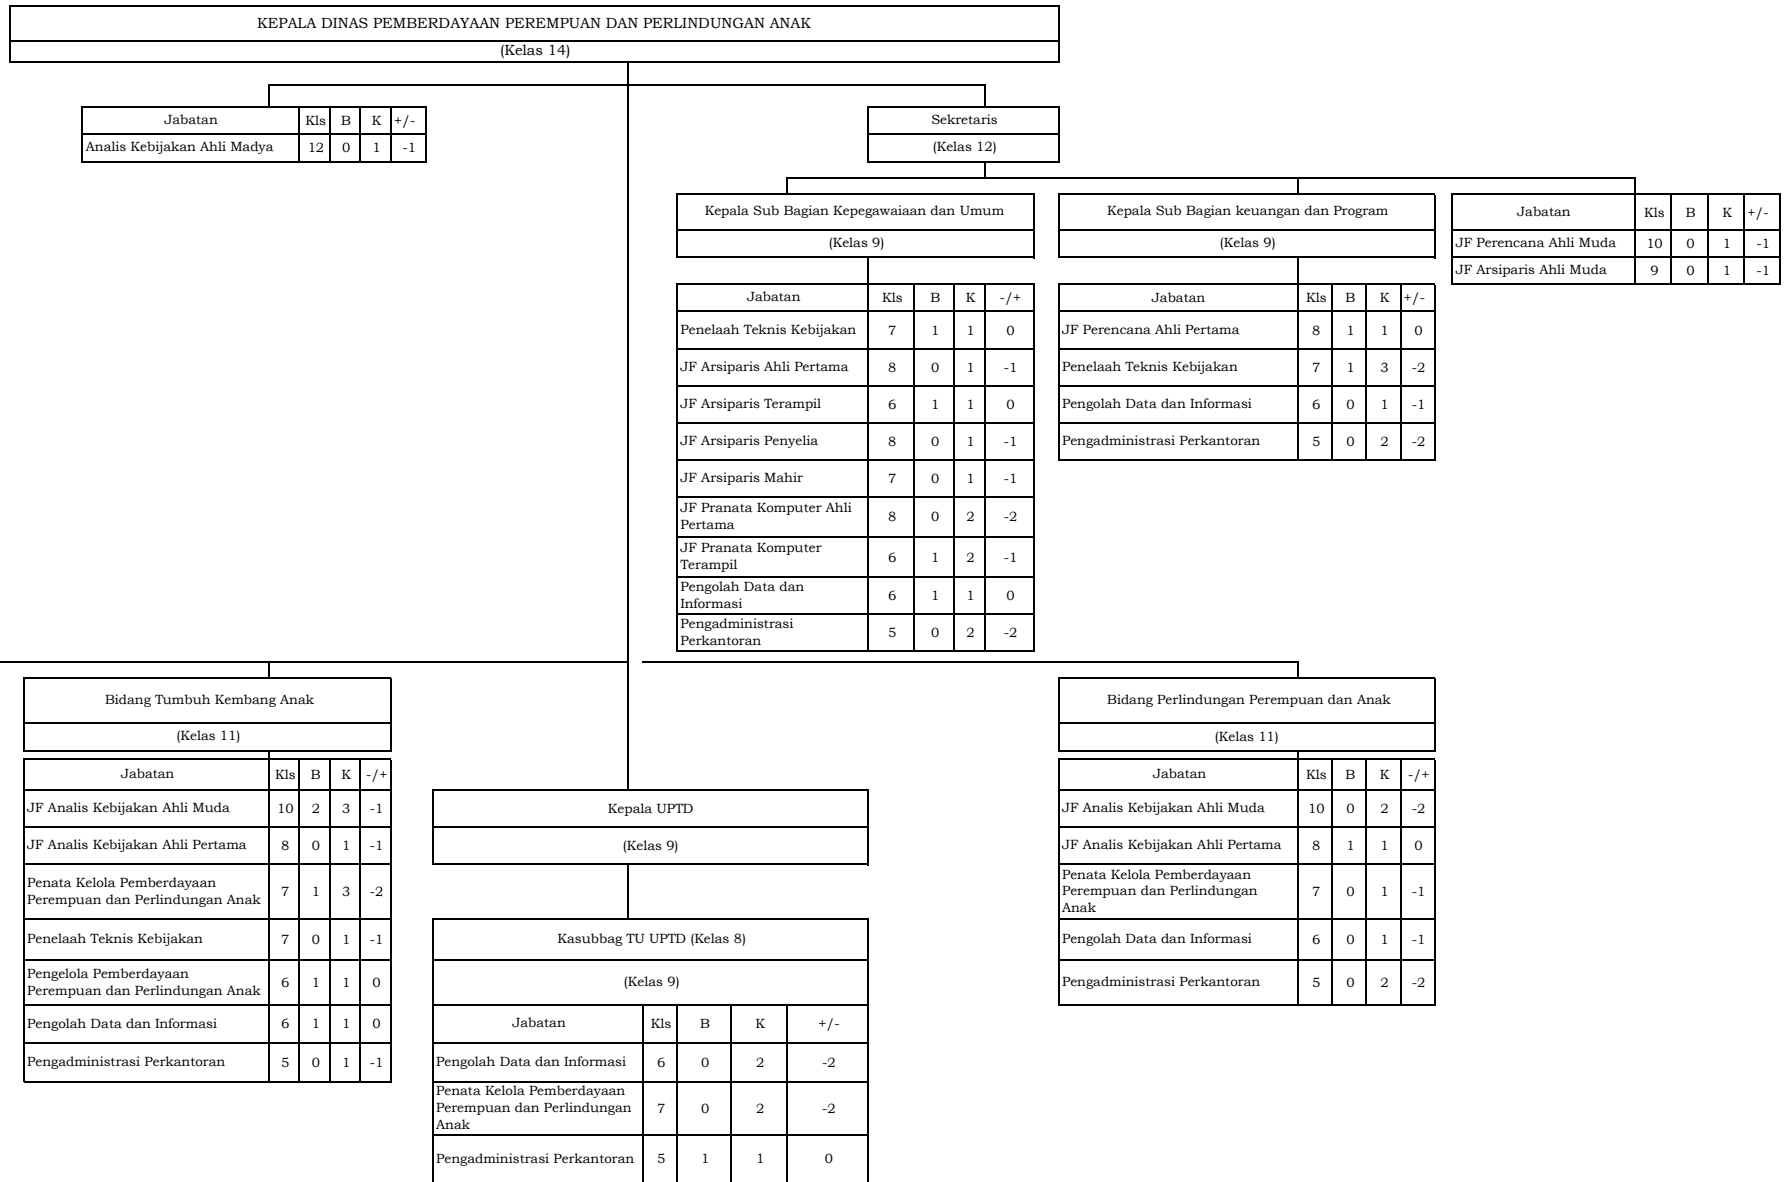 KEPALA DINAS PEMBERDAYAAN PEREMPUAN DAN PERLINDUNGAN ANAK
(Kelas 14)
Jabatan Kls B K +/-
Analis Kebijakan Ahli Madya 12 0 1 -1
Sekretaris
(Kelas 12)
Kepala Sub Bagian Kepegawaiaan dan Umum
(Kelas 9)
Jabatan Kls B K -/+
Penelaah Teknis Kebijakan 7 1 1 0
JF Arsiparis Ahli Pertama 8 0 1 -1
JF Arsiparis Terampil 6 1 1 0
JF Arsiparis Penyelia 8 0 1 -1
JF Arsiparis Mahir 7 0 1 -1
JF Pranata Komputer Ahli
Pertama 8 0 2 -2
JF Pranata Komputer
Terampil 6 1 2 -1
Pengolah Data dan
Informasi 6 1 1 0
Pengadministrasi
Perkantoran 5 0 2 -2
Kepala Sub Bagian keuangan dan Program
(Kelas 9)
Jabatan Kls B K +/-
JF Perencana Ahli Pertama 8 1 1 0
Penelaah Teknis Kebijakan 7 1 3 -2
Pengolah Data dan Informasi 6 0 1 -1
Pengadministrasi Perkantoran 5 0 2 -2
Jabatan Kls B K +/-
JF Perencana Ahli Muda 10 0 1 -1
JF Arsiparis Ahli Muda 9 0 1 -1
Bidang Tumbuh Kembang Anak
(Kelas 11)
Jabatan Kls B K -/+
JF Analis Kebijakan Ahli Muda 10 2 3 -1
JF Analis Kebijakan Ahli Pertama 8 0 1 -1
Penata Kelola Pemberdayaan
Perempuan dan Perlindungan Anak 7 1 3 -2
Penelaah Teknis Kebijakan 7 0 1 -1
Pengelola Pemberdayaan
Perempuan dan Perlindungan Anak 6 1 1 0
Pengolah Data dan Informasi 6 1 1 0
Pengadministrasi Perkantoran 5 0 1 -1
Kepala UPTD
(Kelas 9)
Kasubbag TU UPTD (Kelas 8)
(Kelas 9)
Jabatan Kls B K +/-
Pengolah Data dan Informasi 6 0 2 -2
Penata Kelola Pemberdayaan
Perempuan dan Perlindungan 7 0 2 -2
Anak
Pengadministrasi Perkantoran 5 1 1 0
Bidang Perlindungan Perempuan dan Anak
(Kelas 11)
Jabatan Kls B K -/+
JF Analis Kebijakan Ahli Muda 10 0 2 -2
JF Analis Kebijakan Ahli Pertama 8 1 1 0
Penata Kelola Pemberdayaan
Perempuan dan Perlindungan 7 0 1 -1
Anak
Pengolah Data dan Informasi 6 0 1 -1
Pengadministrasi Perkantoran 5 0 2 -2